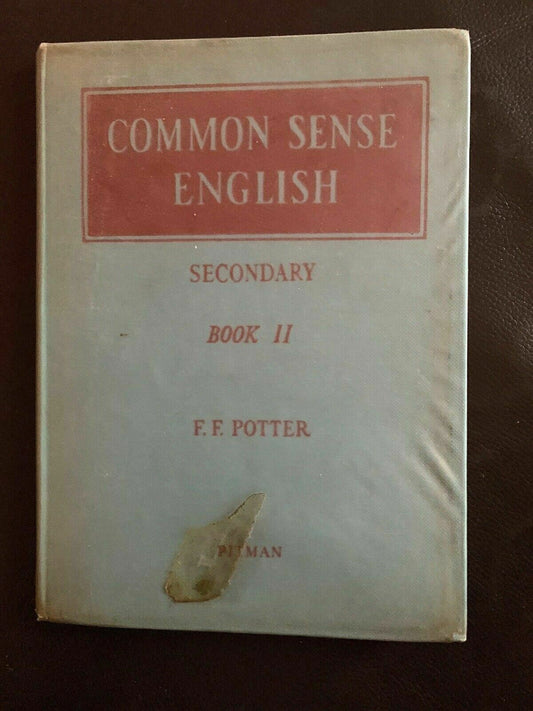 COMMON SENSE
ENGLISH
SECONDARY
BOOK II
F. F. POTTER
PITMAN